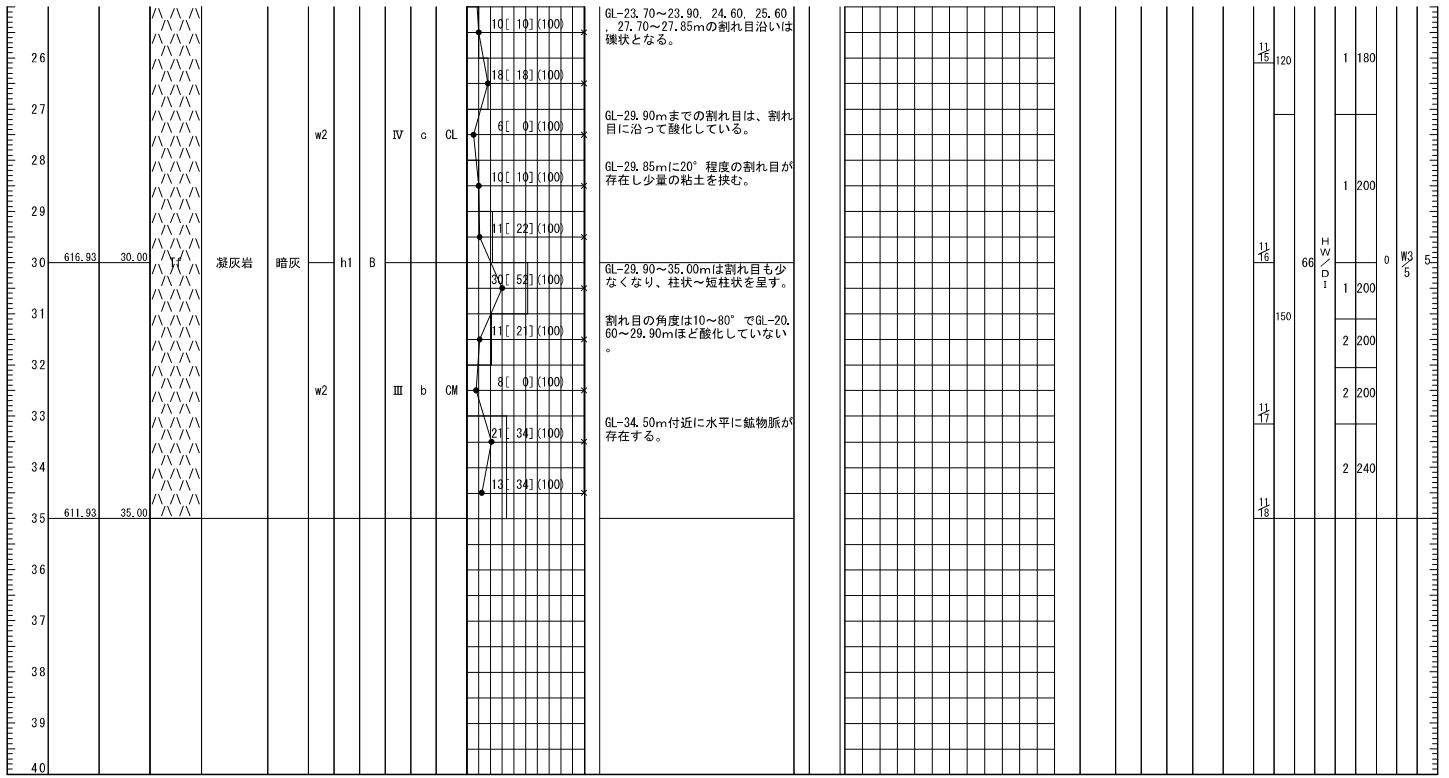 10[ 10](100)
GL-23.70～23.90, 24.60, 25.60
, 27.70～27.85mの割れ目沿いは
礫状となる。
11/15
120
1 180
26
18[ 18](100)
27
w2 Ⅳ c CL
6[ 0](100)
GL-29.90mまでの割れ目は、割れ
目に沿って酸化している。
28
10[ 10](100)
GL-29.85mに20°程度の割れ目が
存在し少量の粘土を挟む。
1 200
29
11[ 22](100)
11/16
30
616.93 30.00
Tf 凝灰岩 暗灰 h1 B
66
HW/DI
0
W3/5
5
30[ 52](100)
GL-29.90～35.00mは割れ目も少
なくなり、柱状～短柱状を呈す。
1 200
31
150
11[ 21](100)
割れ目の角度は10～80°でGL-20.
60～29.90mほど酸化していない
。
2 200
32
w2 Ⅲ b CM
8[ 0](100)
2 200
33
11/17
21[ 34](100)
GL-34.50m付近に水平に鉱物脈が
存在する。
34
2 240
13[ 34](100)
11/18
35
611.93 35.00
36
37
38
39
40